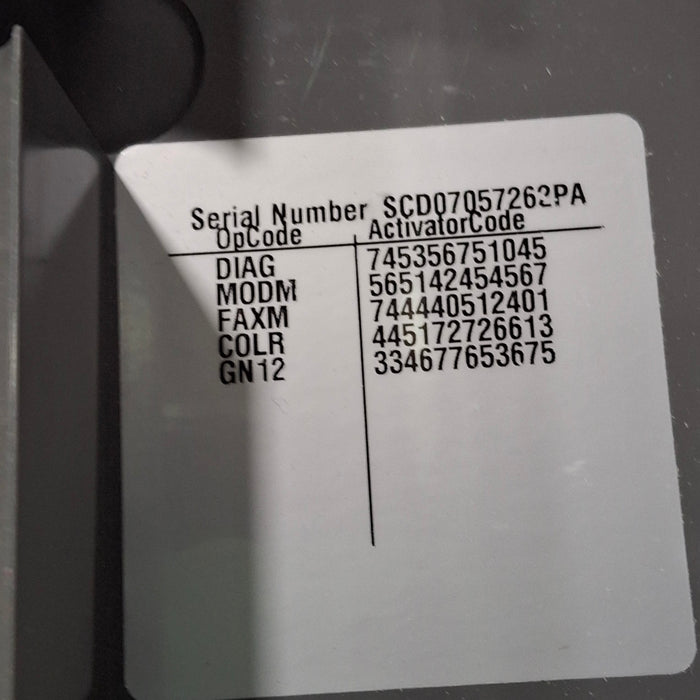 Serial Number SCD07057262PA
OpCode ActivatorCode
DIAG 745356751045
MODM 565142454567
FAXM 744440512401
COLR 445172726613
GN12 334677653675